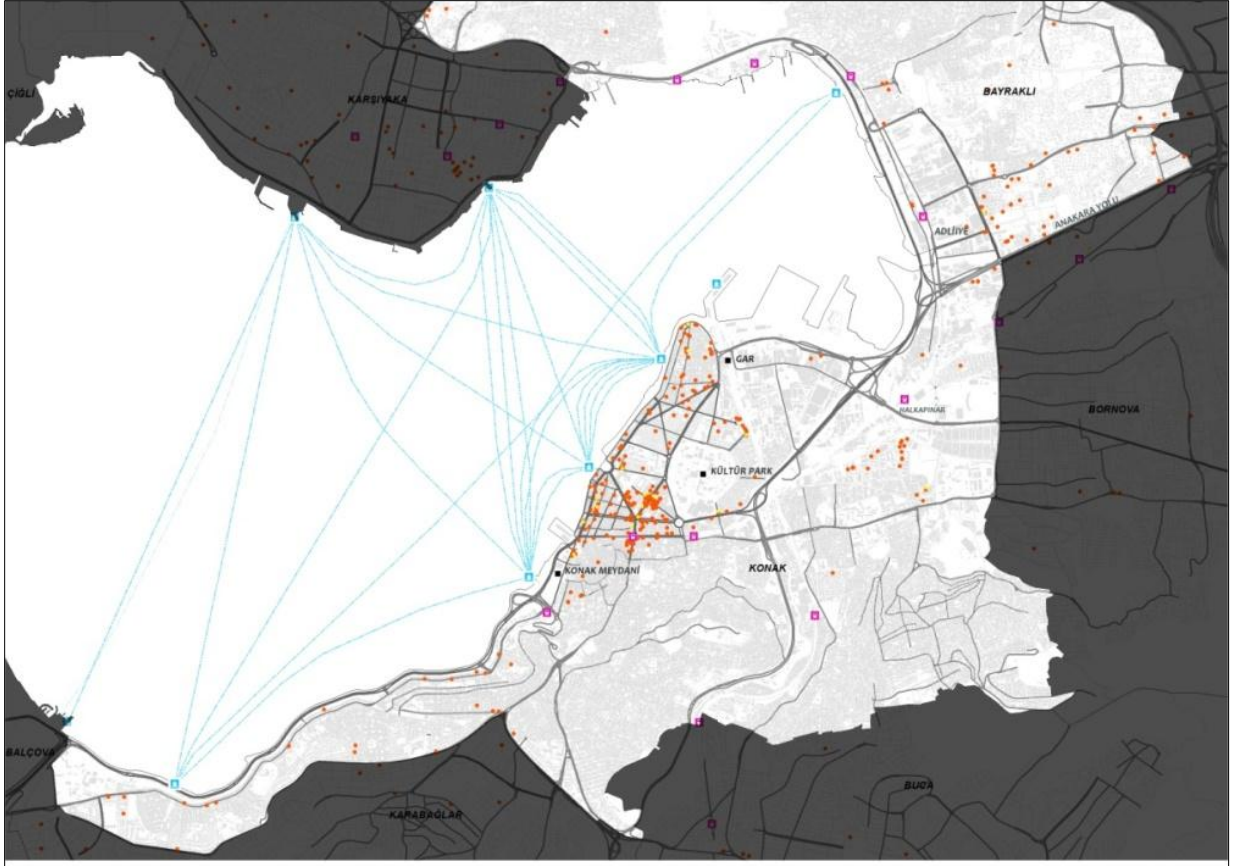 ÇİĞLİ
KARŞIYAKA
BAYRAKLI
ANAKARA YOLU
ADLİİYE
GAR
HALKAPINAR
BORNOVA
KÜLTÜR PARK
KONAK MEYDANİ
KONAK
BALÇOVA
BUCA
KARABAĞLAR